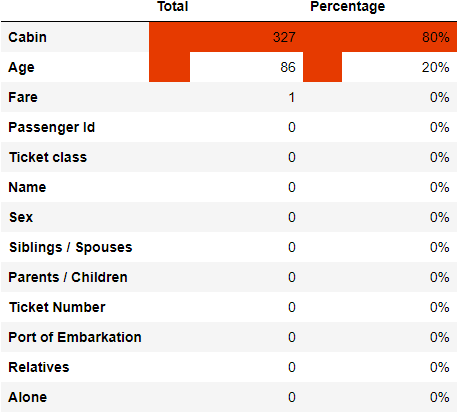 Total Percentage
Cabin 327 80%
Age 86 20%
Fare 1 0%
Passenger Id 0 0%
Ticket class 0 0%
Name 0 0%
Sex 0 0%
Siblings / Spouses 0 0%
Parents / Children 0 0%
Ticket Number 0 0%
Port of Embarkation 0 0%
Relatives 0 0%
Alone 0 0%